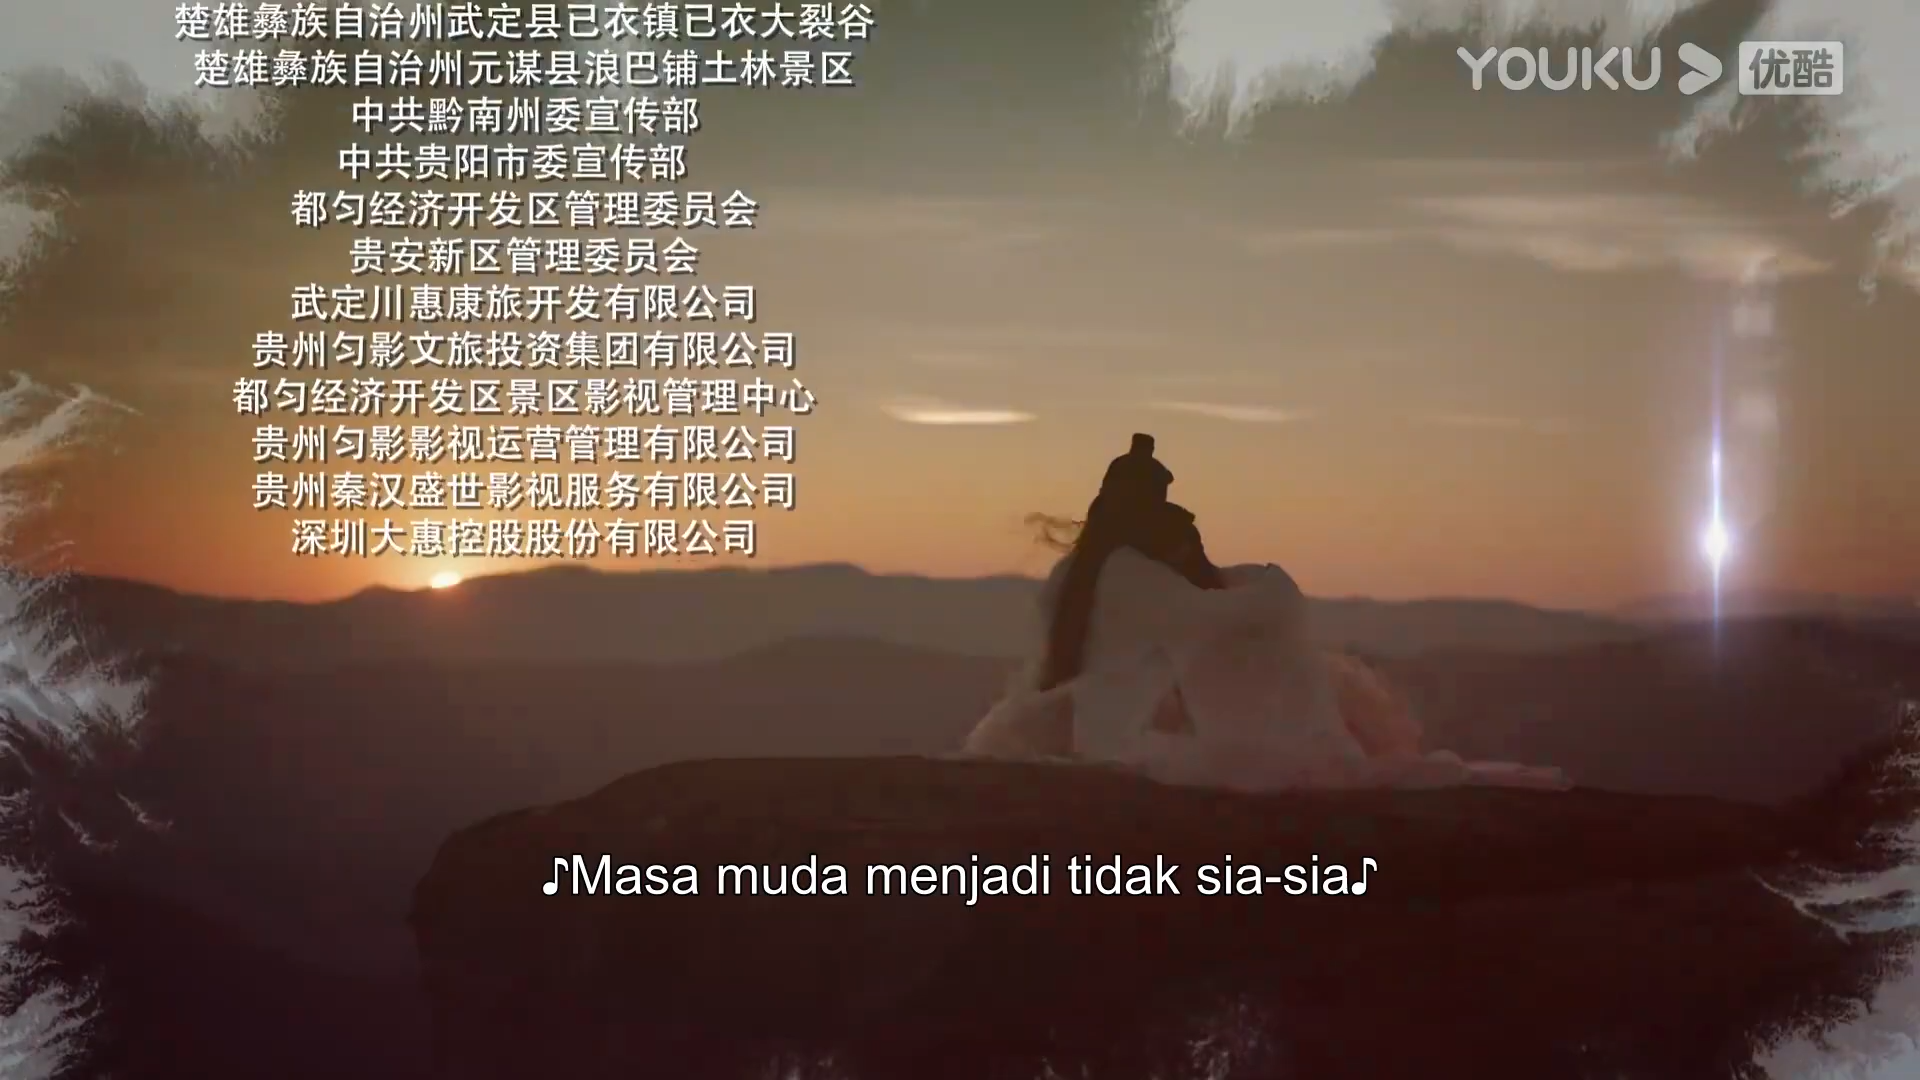 楚雄彝族自治州武定县已衣镇已衣大裂谷
楚雄彝族自治州元谋县浪巴铺土林景区
中共黔南州委宣传部
中共贵阳市委宣传部
都匀经济开发区管理委员会
贵安新区管理委员会
武定川惠康旅开发有限公司
贵州匀影文旅投资集团有限公司
都匀经济开发区景区影视管理中心
贵州匀影影视运营管理有限公司
贵州秦汉盛世影视服务有限公司
深圳大惠控股股份有限公司
YOUKU 优酷
♪Masa muda menjadi tidak sia-sia♪